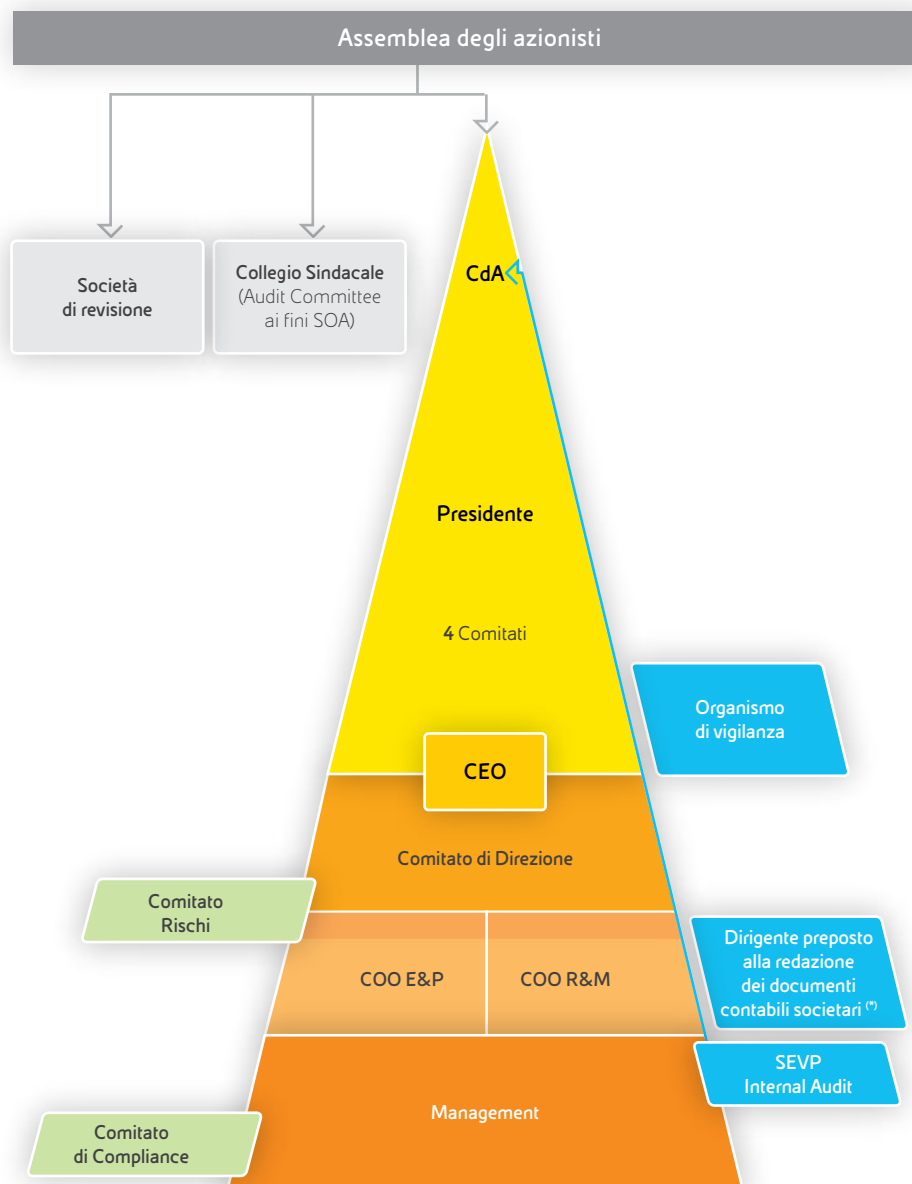 Assemblea degli azionisti
Società
di revisione
Collegio Sindacale
(Audit Committee
ai fini SOA)
CdA
Presidente
4 Comitati
Organismo
di vigilanza
CEO
Comitato di Direzione
Comitato
Rischi
COO E&P
COO R&M
Dirigente preposto
alla redazione
dei documenti
contabili societari (*)
SEVP
Internal Audit
Management
Comitato
di Compliance